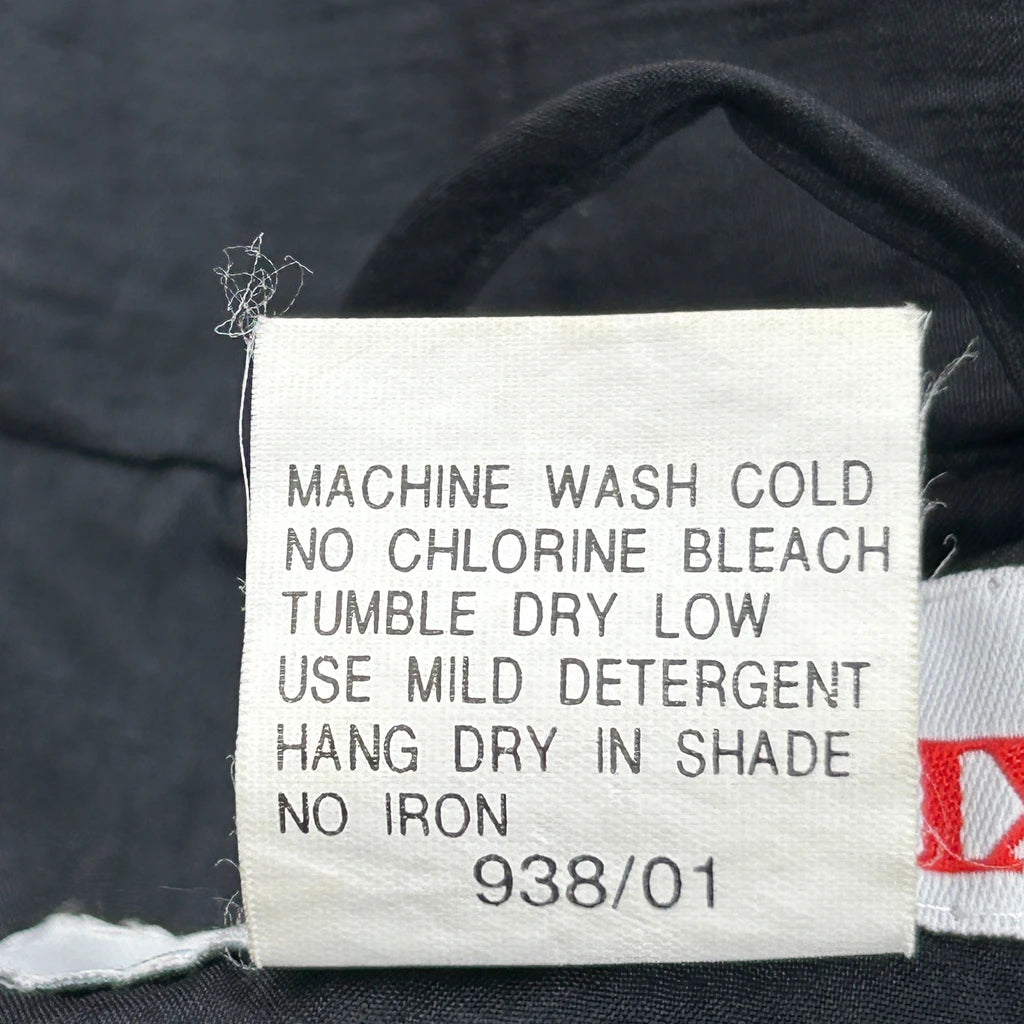 MACHINE WASH COLD
NO CHLORINE BLEACH
TUMBLE DRY LOW
USE MILD DETERGENT
HANG DRY IN SHADE
NO IRON
938/01